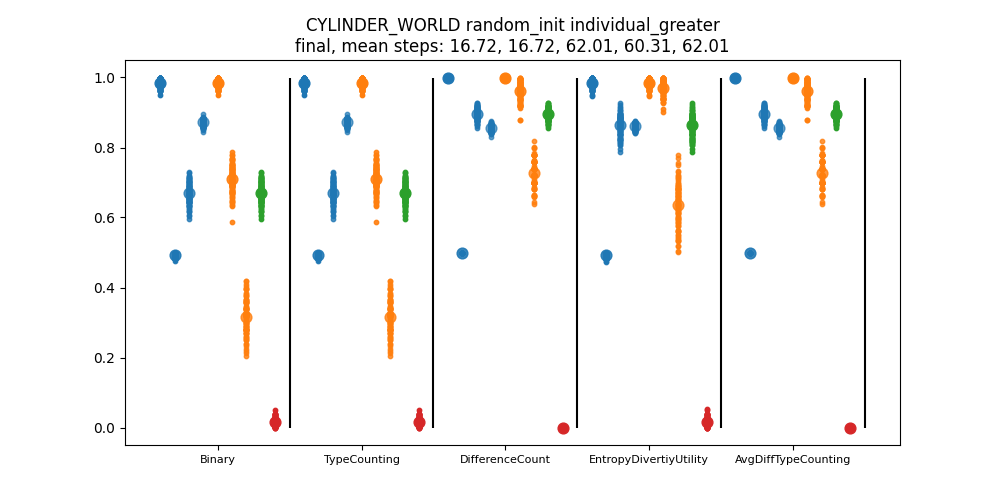 CYLINDER_WORLD random_init individual_greater
final, mean steps: 16.72, 16.72, 62.01, 60.31, 62.01
1.0
0.8
0.6
0.4
0.2
0.0
Binary TypeCounting DifferenceCount EntropyDivertiyUtility AvgDiffTypeCounting